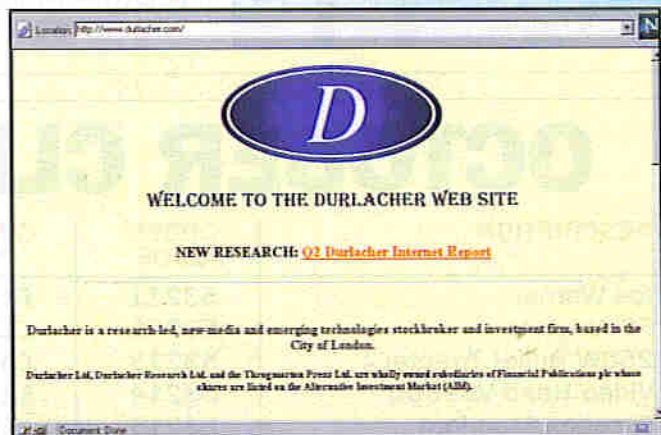 Location: http://www.durlacher.com/
N
D
WELCOME TO THE DURLACHER WEB SITE
NEW RESEARCH: Q2 Durlacher Internet Report
Durlacher is a research-led, new-media and emerging technologies stockbroker and investment firm, based in the
City of London.
Durlacher Ltd, Durlacher Research Ltd. and the Throgmorton Press Ltd. are wholly owned subsidiaries of Financial Publications plc whose
shares are listed on the Alternative Investment Market (AIM).
Document: Done